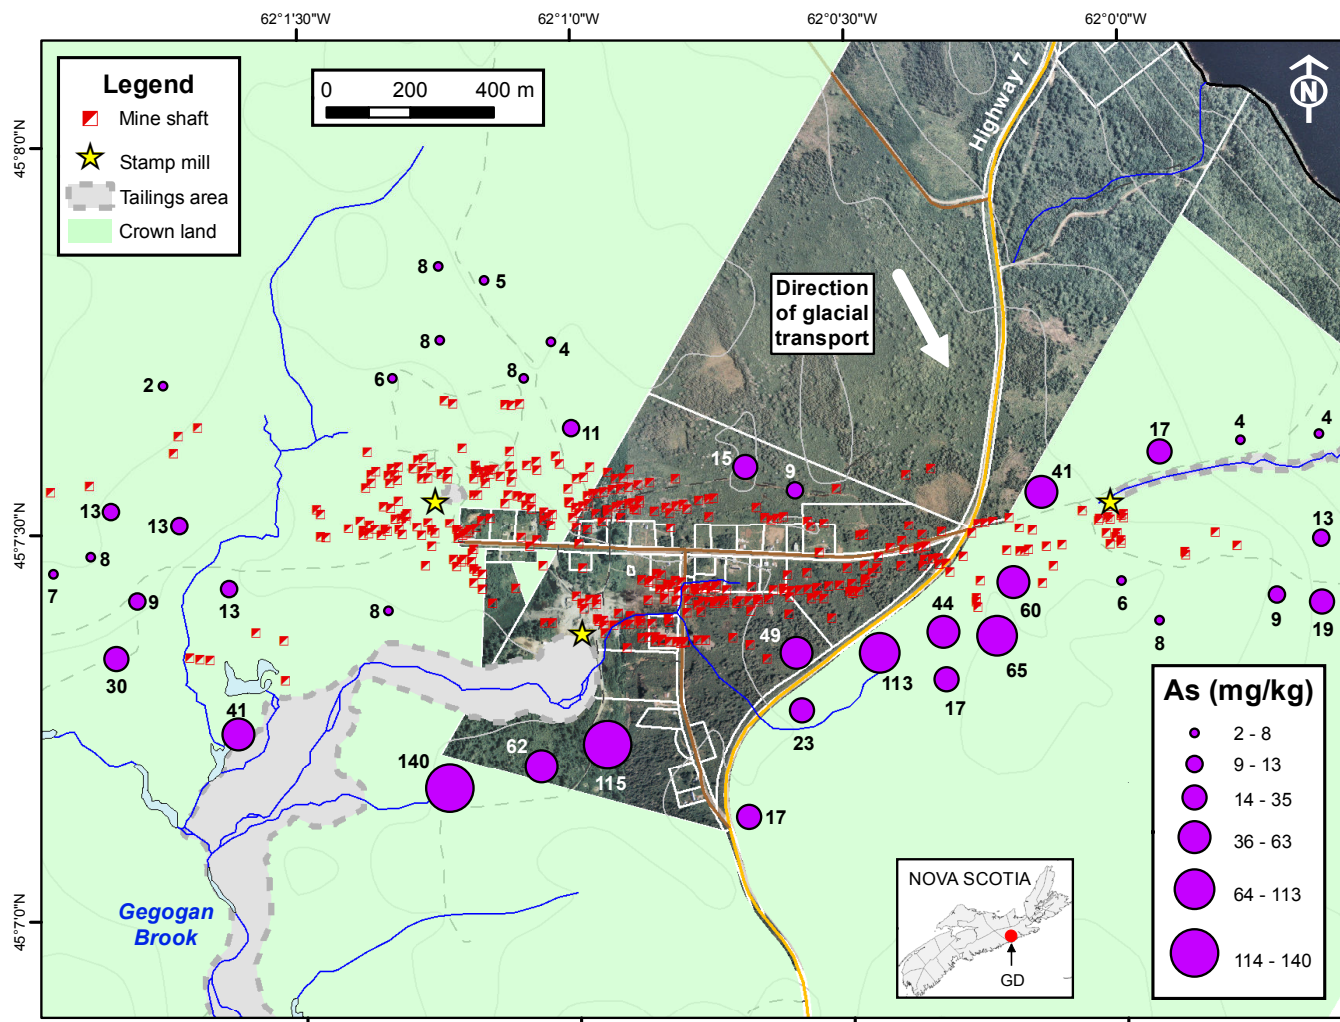 62°1'30"W
62°1'0"W
62°0'30"W
62°0'0"W
45°8'0"N
45°7'30"N
45°7'0"N
Legend
Mine shaft
Stamp mill
Tailings area
Crown land
0 200 400 m
Highway 7
N
Direction
of glacial
transport
8
5
8
4
6
8
2
11
15
9
41
17
4
4
13
13
8
7
9
13
8
30
41
13
6
9
19
8
60
44
65
49
113
17
23
140
62
115
17
Gegogan
Brook
NOVA SCOTIA
GD
As (mg/kg)
2 - 8
9 - 13
14 - 35
36 - 63
64 - 113
114 - 140